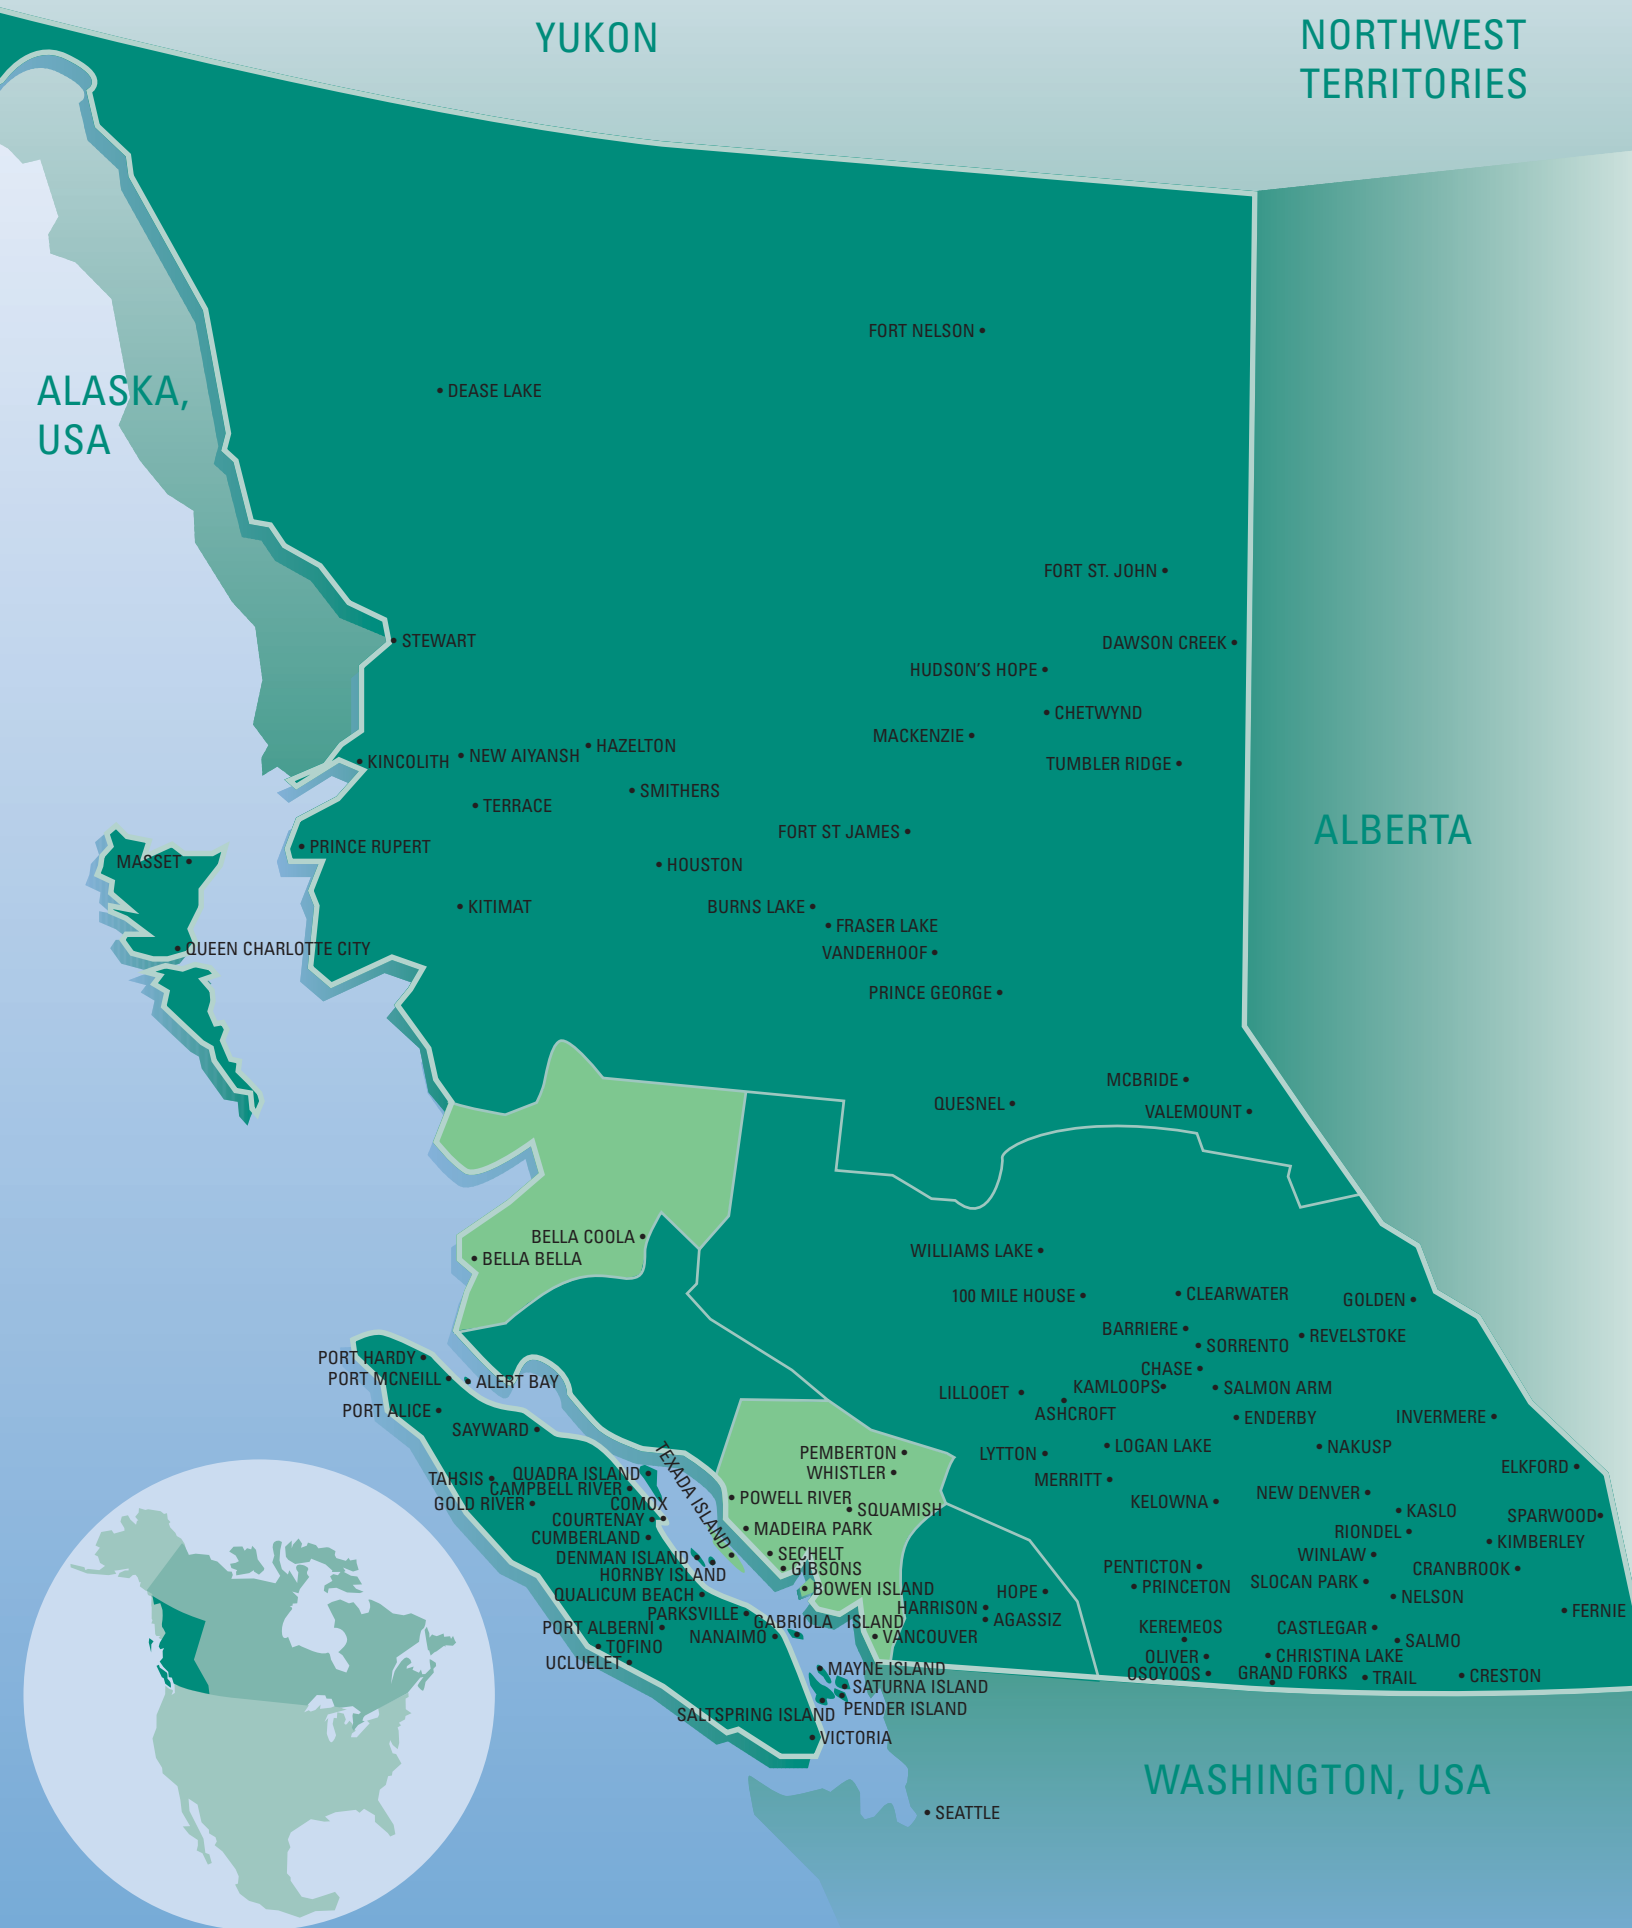 YUKON
NORTHWEST
TERRITORIES
FORT NELSON
ALASKA,
USA
DEASE LAKE
FORT ST. JOHN
STEWART
DAWSON CREEK
HUDSON'S HOPE
CHETWYND
MACKENZIE
HAZELTON
NEW AIYANSH
KINCOLITH
TUMBLER RIDGE
SMITHERS
TERRACE
ALBERTA
FORT ST JAMES
PRINCE RUPERT
MASSET
HOUSTON
KITIMAT
BURNS LAKE
FRASER LAKE
QUEEN CHARLOTTE CITY
VANDERHOOF
PRINCE GEORGE
MCBRIDE
QUESNEL
VALEMOUNT
BELLA COOLA
WILLIAMS LAKE
BELLA BELLA
100 MILE HOUSE
CLEARWATER
GOLDEN
BARRIERE
REVELSTOKE
SORRENTO
PORT HARDY
CHASE
PORT MCNEILL
ALERT BAY
KAMLOOPS
SALMON ARM
LILLOOET
PORT ALICE
ASHCROFT
ENDERBY
INVERMERE
SAYWARD
LOGAN LAKE
NAKUSP
PEMBERTON
LYTTON
ELKFORD
WHISTLER
QUADRA ISLAND
TAHSIS
MERRITT
CAMPBELL RIVER
TEXADA ISLAND
NEW DENVER
POWELL RIVER
KELOWNA
GOLD RIVER
COMOX
SQUAMISH
KASLO
SPARWOOD
COURTENAY
MADEIRA PARK
RIONDEL
CUMBERLAND
KIMBERLEY
SECHELT
WINLAW
DENMAN ISLAND
GIBSONS
PENTICTON
CRANBROOK
HORNBY ISLAND
SLOCAN PARK
BOWEN ISLAND
PRINCETON
HOPE
QUALICUM BEACH
NELSON
HARRISON
FERNIE
PARKSVILLE
GABRIOLA ISLAND
AGASSIZ
PORT ALBERNI
KEREMEOS
CASTLEGAR
NANAIMO
VANCOUVER
SALMO
TOFINO
OLIVER
CHRISTINA LAKE
UCLUELET
MAYNE ISLAND
OSOYOOS
GRAND FORKS
TRAIL
CRESTON
SATURNA ISLAND
PENDER ISLAND
SALTSPRING ISLAND
VICTORIA
WASHINGTON, USA
SEATTLE